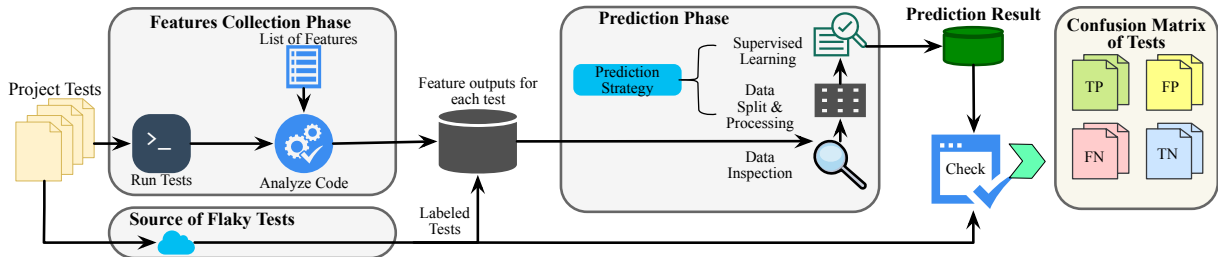 Features Collection Phase
List of Features
Project Tests
>_
Run Tests
Analyze Code
Source of Flaky Tests
Feature outputs for
each test
Labeled
Tests
Prediction Phase
Prediction
Strategy
Supervised
Learning
Data
Split &
Processing
Data
Inspection
Prediction Result
Check
Confusion Matrix
of Tests
TP
FP
FN
TN